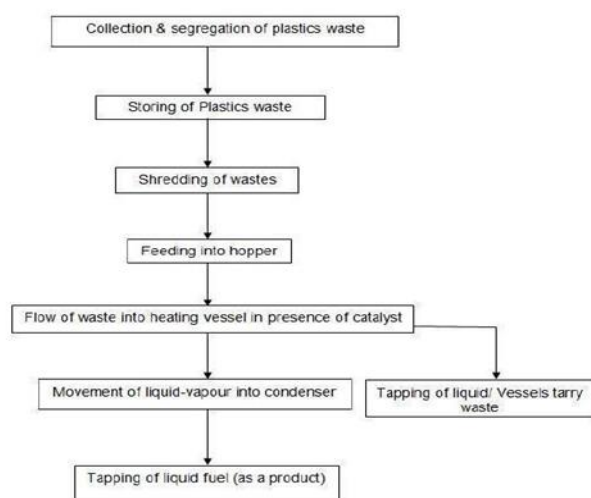 Collection & segregation of plastics waste
Storing of Plastics waste
Shredding of wastes
Feeding into hopper
Flow of waste into heating vessel in presence of catalyst
Movement of liquid-vapour into condenser
Tapping of liquid/ Vessels tarry
waste
Tapping of liquid fuel (as a product)